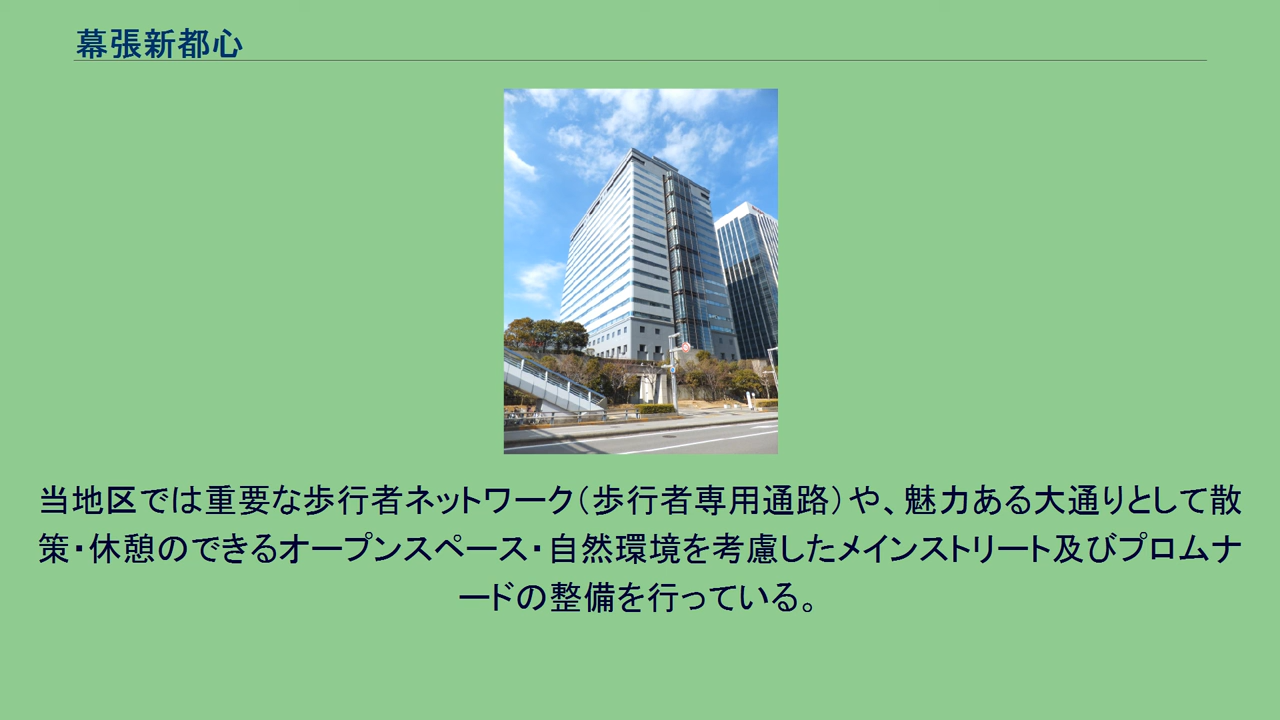 幕張新都心
当地区では重要な歩行者ネットワーク（歩行者専用通路）や、魅力ある大通りとして散
策・休憩のできるオープンスペース・自然環境を考慮したメインストリート及びプロムナ
ードの整備を行っている。